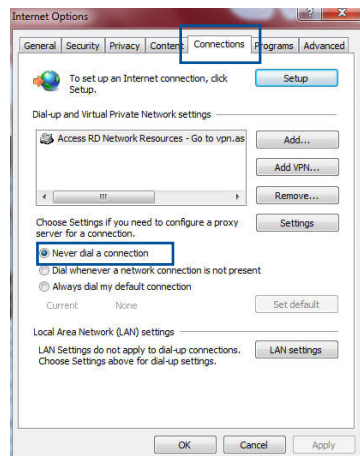 Internet Options
General Security Privacy Content Connections Programs Advanced
To set up an Internet connection, click
Setup.
Setup
Dial-up and Virtual Private Network settings
Access RD Network Resources - Go to vpn.as
Add...
Add VPN...
Remove...
Choose Settings if you need to configure a proxy
server for a connection.
Settings
Never dial a connection
Dial whenever a network connection is not present
Always dial my default connection
Current None
Set default
Local Area Network (LAN) settings
LAN Settings do not apply to dial-up connections.
Choose Settings above for dial-up settings.
LAN settings
OK Cancel Apply